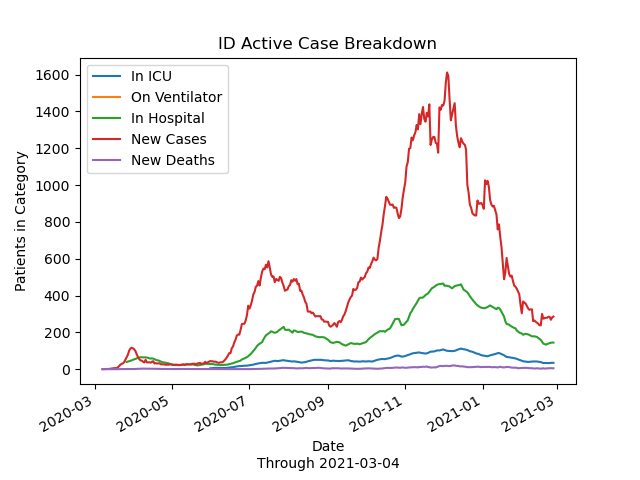 ID Active Case Breakdown
In ICU
On Ventilator
In Hospital
New Cases
New Deaths
Patients in Category
1600
1400
1200
1000
800
600
400
200
0
2020-03
2020-05
2020-07
2020-09
2020-11
2021-01
2021-03
Date
Through 2021-03-04